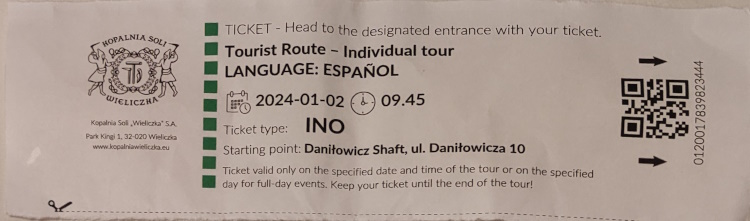 KOPALNIA SOLI
WIELICZKA
Kopalnia Soli „Wieliczka” S.A.
Park Kingi 1, 32-020 Wieliczka
www.kopalniawieliczka.eu
TICKET - Head to the designated entrance with your ticket.
Tourist Route – Individual tour
LANGUAGE: ESPAÑOL
2024-01-02 09.45
Ticket type: INO
Starting point: Daniłowicz Shaft, ul. Daniłowicza 10
Ticket valid only on the specified date and time of the tour or on the specified
day for full-day events. Keep your ticket until the end of the tour!
0120017839823444